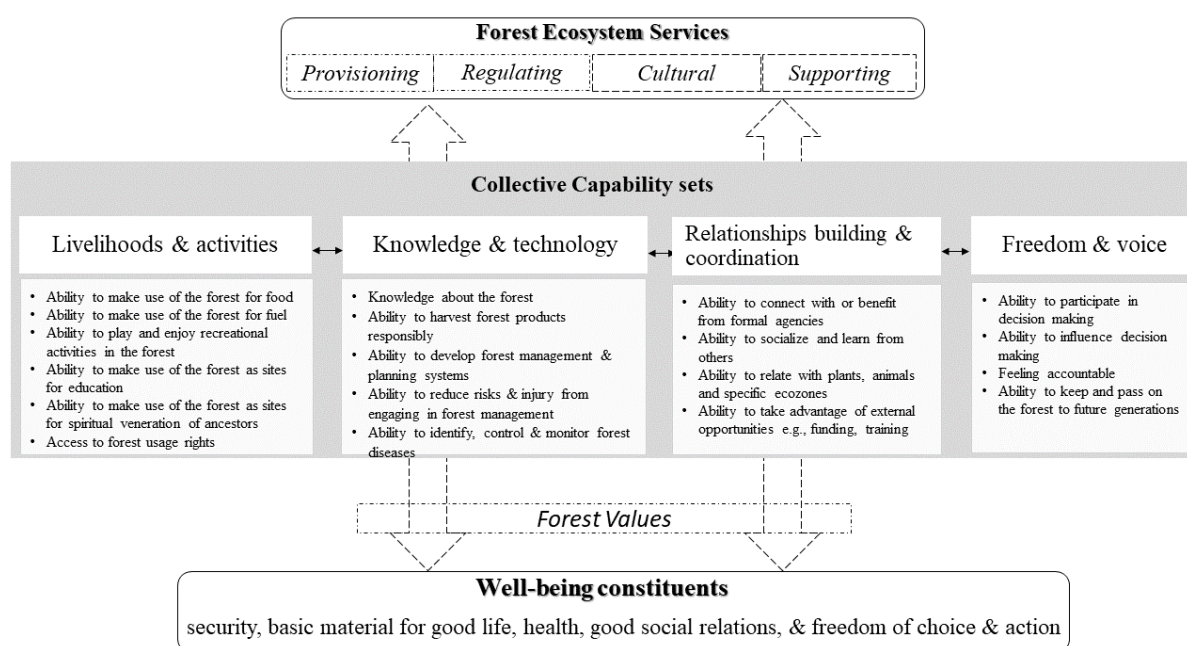 Forest Ecosystem Services
Provisioning
Regulating
Cultural
Supporting
Collective Capability sets
Livelihoods & activities
• Ability to make use of the forest for food
• Ability to make use of the forest for fuel
• Ability to play and enjoy recreational
activities in the forest
• Ability to make use of the forest as sites
for education
• Ability to make use of the forest as sites
for spiritual veneration of ancestors
• Access to forest usage rights
Knowledge & technology
• Knowledge about the forest
• Ability to harvest forest products
responsibly
• Ability to develop forest management &
planning systems
• Ability to reduce risks & injury from
engaging in forest management
• Ability to identify, control & monitor forest
diseases
Relationships building &
coordination
• Ability to connect with or benefit
from formal agencies
• Ability to socialize and learn from
others
• Ability to relate with plants, animals
and specific ecozones
• Ability to take advantage of external
opportunities e.g., funding, training
Freedom & voice
• Ability to participate in
decision making
• Ability to influence decision
making
• Feeling accountable
• Ability to keep and pass on
the forest to future generations
Forest Values
Well-being constituents
security, basic material for good life, health, good social relations, & freedom of choice & action